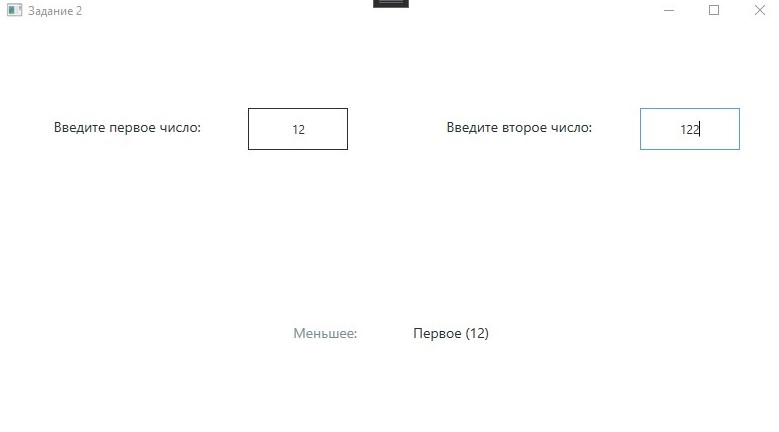 Задание 2
Введите первое число: 12 Введите второе число: 122
Меньшее: Первое (12)